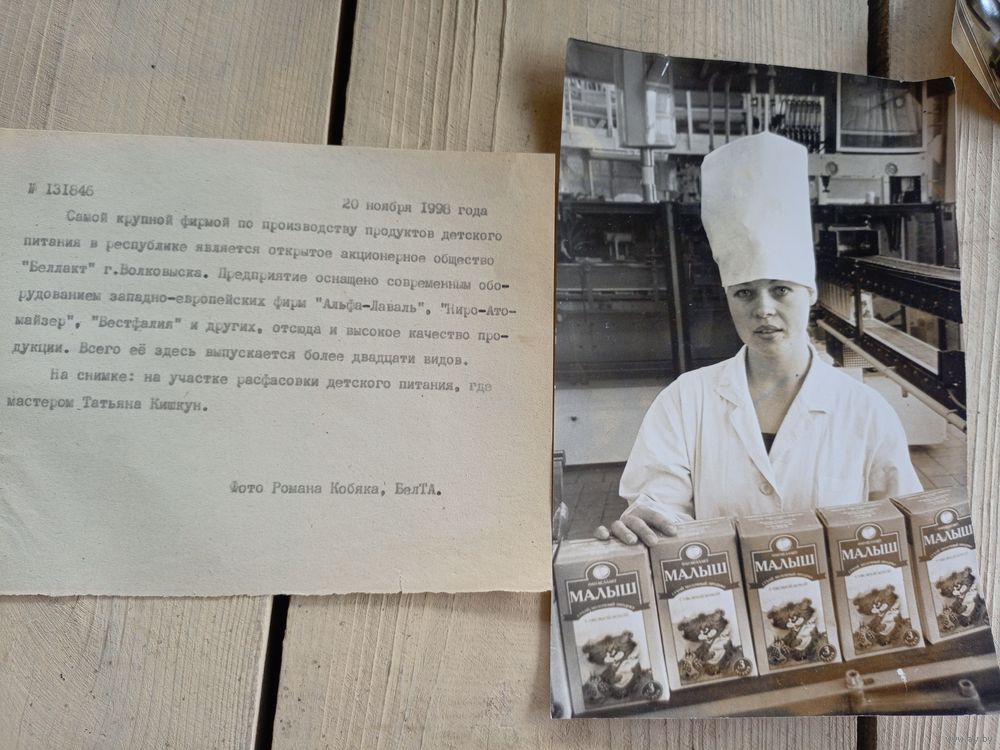 № 131846
20 ноября 1998 года
Самой крупной фирмой по производству продуктов детского
питания в республике является открытое акционерное общество
"Беллакт" г.Волковыска. Предприятие оснащено современным обо-
рудованием западно-европейских фирм "Альфа-Лаваль", "Ниро-Ато-
майзер", "Вестфалия" и других, отсюда и высокое качество про-
дукции. Всего её здесь выпускается более двадцати видов.
На снимке: на участке расфасовки детского питания, где
мастером Татьяна Кишкун.
Фото Романа Кобяка, БелТА.
МАЛЫШ
МАЛЫШ
МАЛЫШ
МАЛЫШ
МАЛЫШ